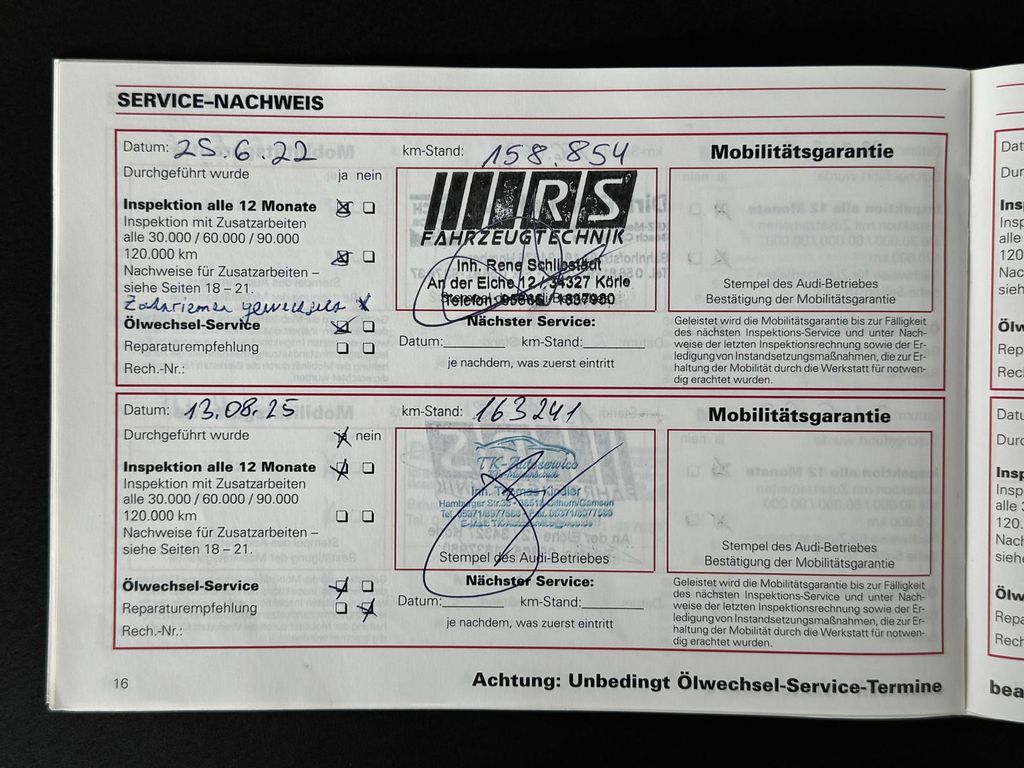 SERVICE–NACHWEIS
Datum: 25.6.22
km-Stand: 158.854
Mobilitätsgarantie
Durchgeführt wurde ja nein
Inspektion alle 12 Monate
Inspektion mit Zusatzarbeiten
alle 30.000 / 60.000 / 90.000
120.000 km
Nachweise für Zusatzarbeiten –
siehe Seiten 18 – 21.
Zahnriemen gewechselt x
Ölwechsel-Service
Reparaturempfehlung
Rech.-Nr.:
RS
FAHRZEUGTECHNIK
Inh. Rene Schlibstädt
An der Eiche 12 / 34327 Körle
Telefon
Nächster Service:
Datum: km-Stand:
je nachdem, was zuerst eintritt
Stempel des Audi-Betriebes
Bestätigung der Mobilitätsgarantie
Geleistet wird die Mobilitätsgarantie bis zur Fälligkeit
des nächsten Inspektions-Service und unter Nach-
weise der letzten Inspektionsrechnung sowie der Er-
ledigung von Instandsetzungsmaßnahmen, die zur Er-
haltung der Mobilität durch die Werkstatt für notwen-
dig erachtet wurden.
Datum: 13.08.25
km-Stand: 163241
Mobilitätsgarantie
Durchgeführt wurde ja nein
Inspektion alle 12 Monate
Inspektion mit Zusatzarbeiten
alle 30.000 / 60.000 / 90.000
120.000 km
Nachweise für Zusatzarbeiten –
siehe Seiten 18 – 21.
Ölwechsel-Service
Reparaturempfehlung
Rech.-Nr.:
TK-Autoservice
Inh. Thomas
Hamburger Str.
Stempel des Audi-Betriebes
Nächster Service:
Datum: km-Stand:
je nachdem, was zuerst eintritt
Stempel des Audi-Betriebes
Bestätigung der Mobilitätsgarantie
Geleistet wird die Mobilitätsgarantie bis zur Fälligkeit
des nächsten Inspektions-Service und unter Nach-
weise der letzten Inspektionsrechnung sowie der Er-
ledigung von Instandsetzungsmaßnahmen, die zur Er-
haltung der Mobilität durch die Werkstatt für notwen-
dig erachtet wurden.
16
Achtung: Unbedingt Ölwechsel-Service-Termine